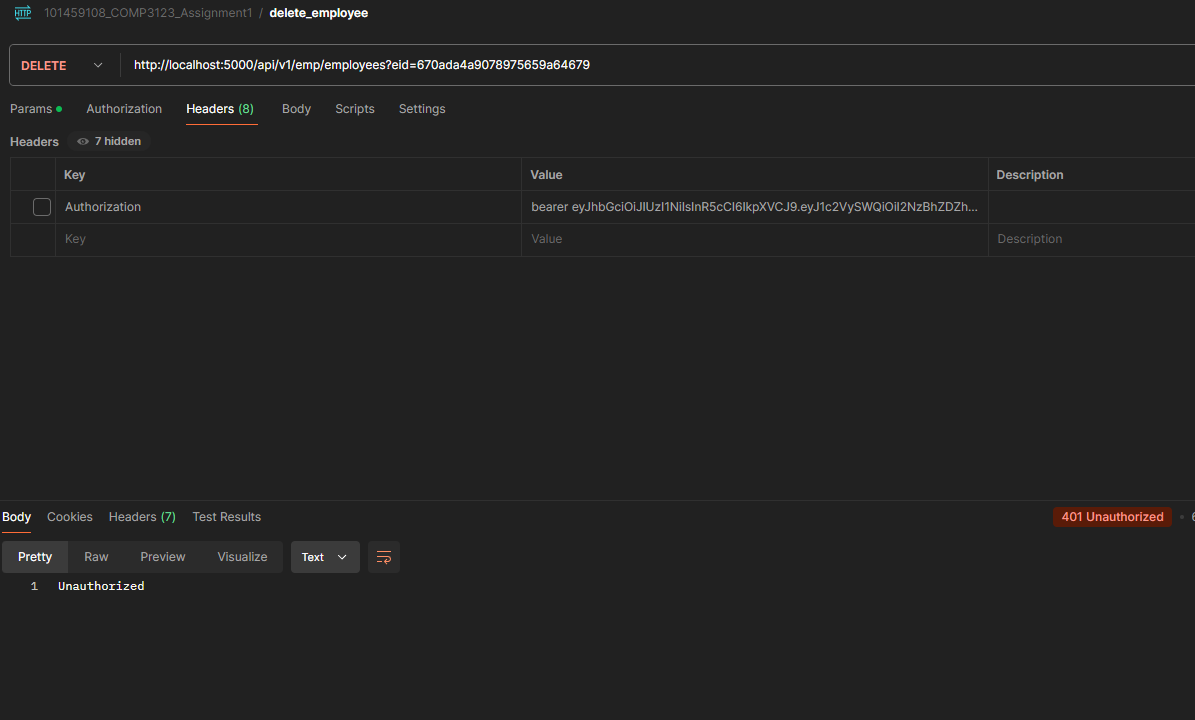 HTTP 101459108_COMP3123_Assignment1 / delete_employee
DELETE http://localhost:5000/api/v1/emp/employees?eid=670ada4a9078975659a64679
Params Authorization Headers (8) Body Scripts Settings
Headers 7 hidden
Key Value Description
Authorization bearer eyJhbGciOiJIUzI1NiIsInR5cCI6IkpXVCJ9.eyJ1c2VySWQiOiI2NzBhZDZh...
Key Value Description
Body Cookies Headers (7) Test Results 401 Unauthorized
Pretty Raw Preview Visualize Text
1 Unauthorized